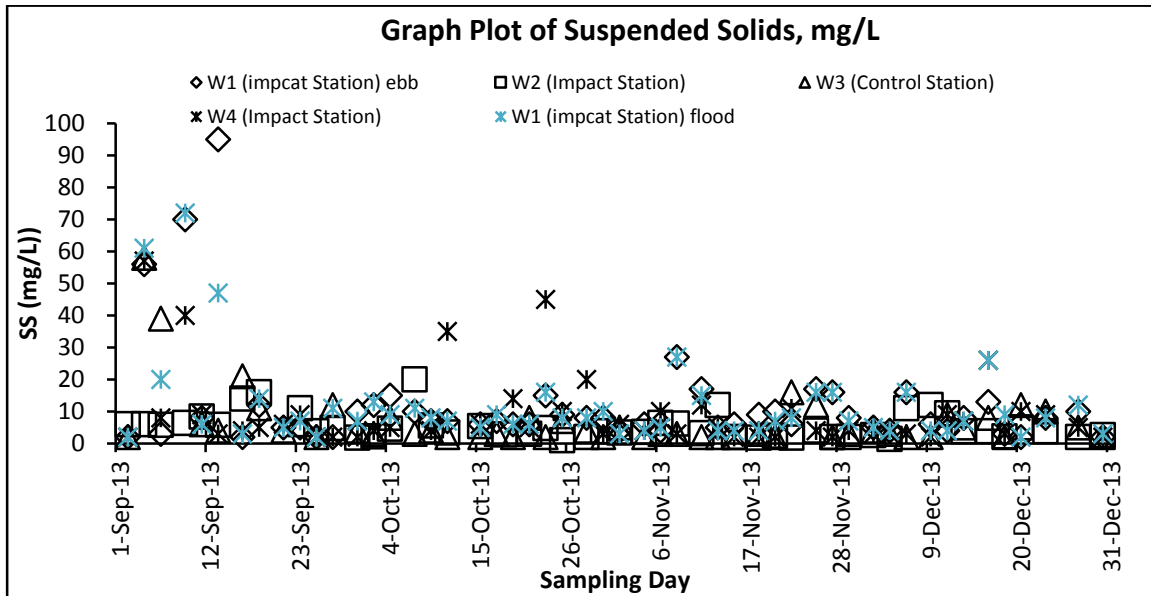 Graph Plot of Suspended Solids, mg/L
W1 (impcat Station) ebb
W2 (Impact Station)
W3 (Control Station)
W4 (Impact Station)
W1 (impcat Station) flood
SS (mg/L))
100
90
80
70
60
50
40
30
20
10
0
1-Sep-13
12-Sep-13
23-Sep-13
4-Oct-13
15-Oct-13
26-Oct-13
6-Nov-13
17-Nov-13
28-Nov-13
9-Dec-13
20-Dec-13
31-Dec-13
Sampling Day